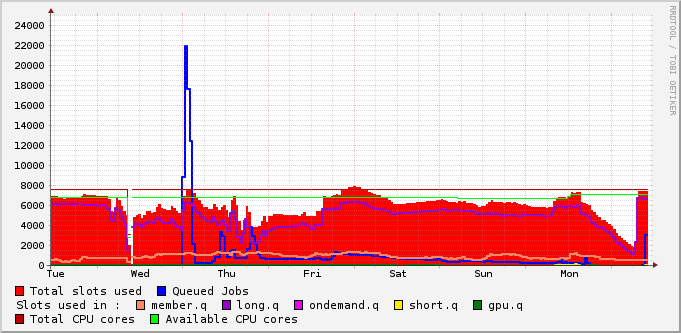 24000
22000
20000
18000
16000
14000
12000
10000
8000
6000
4000
2000
0
Tue Wed Thu Fri Sat Sun Mon
Total slots used Queued Jobs
Slots used in : member.q long.q ondemand.q short.q gpu.q
Total CPU cores Available CPU cores
RRDTOOL / TOBI OETIKER